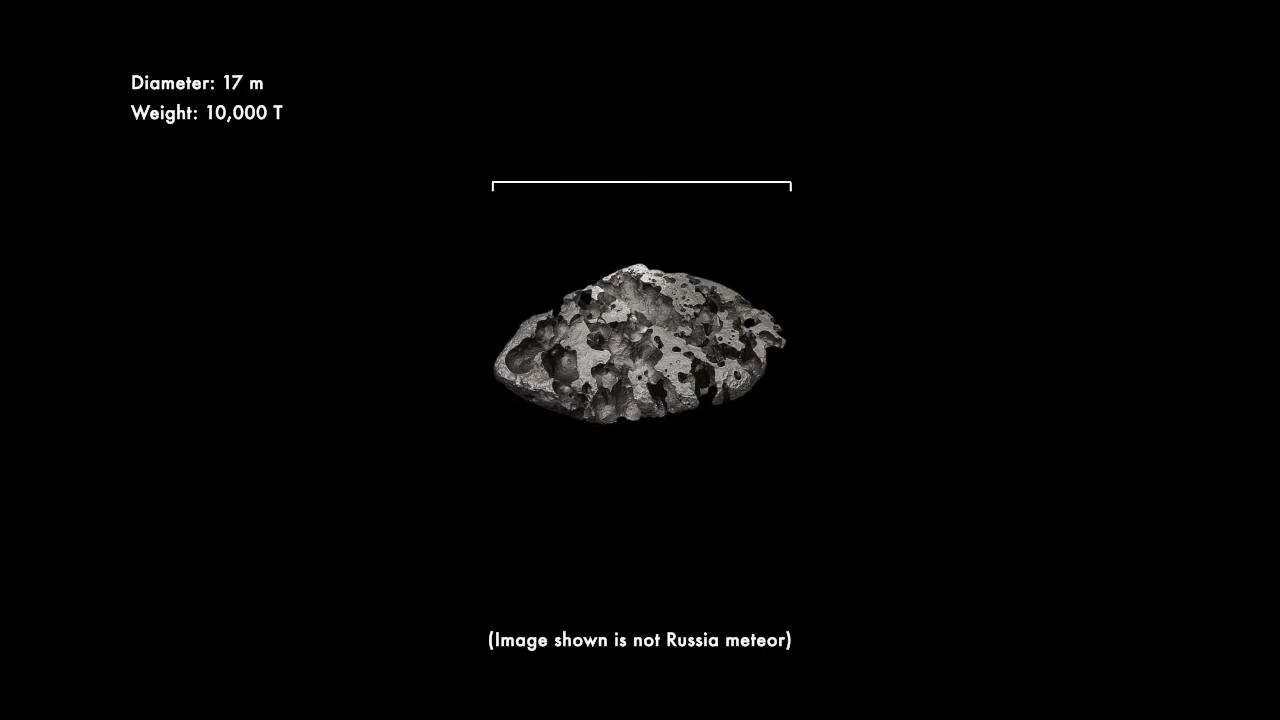 Diameter: 17 m
Weight: 10,000 T
(Image shown is not Russia meteor)